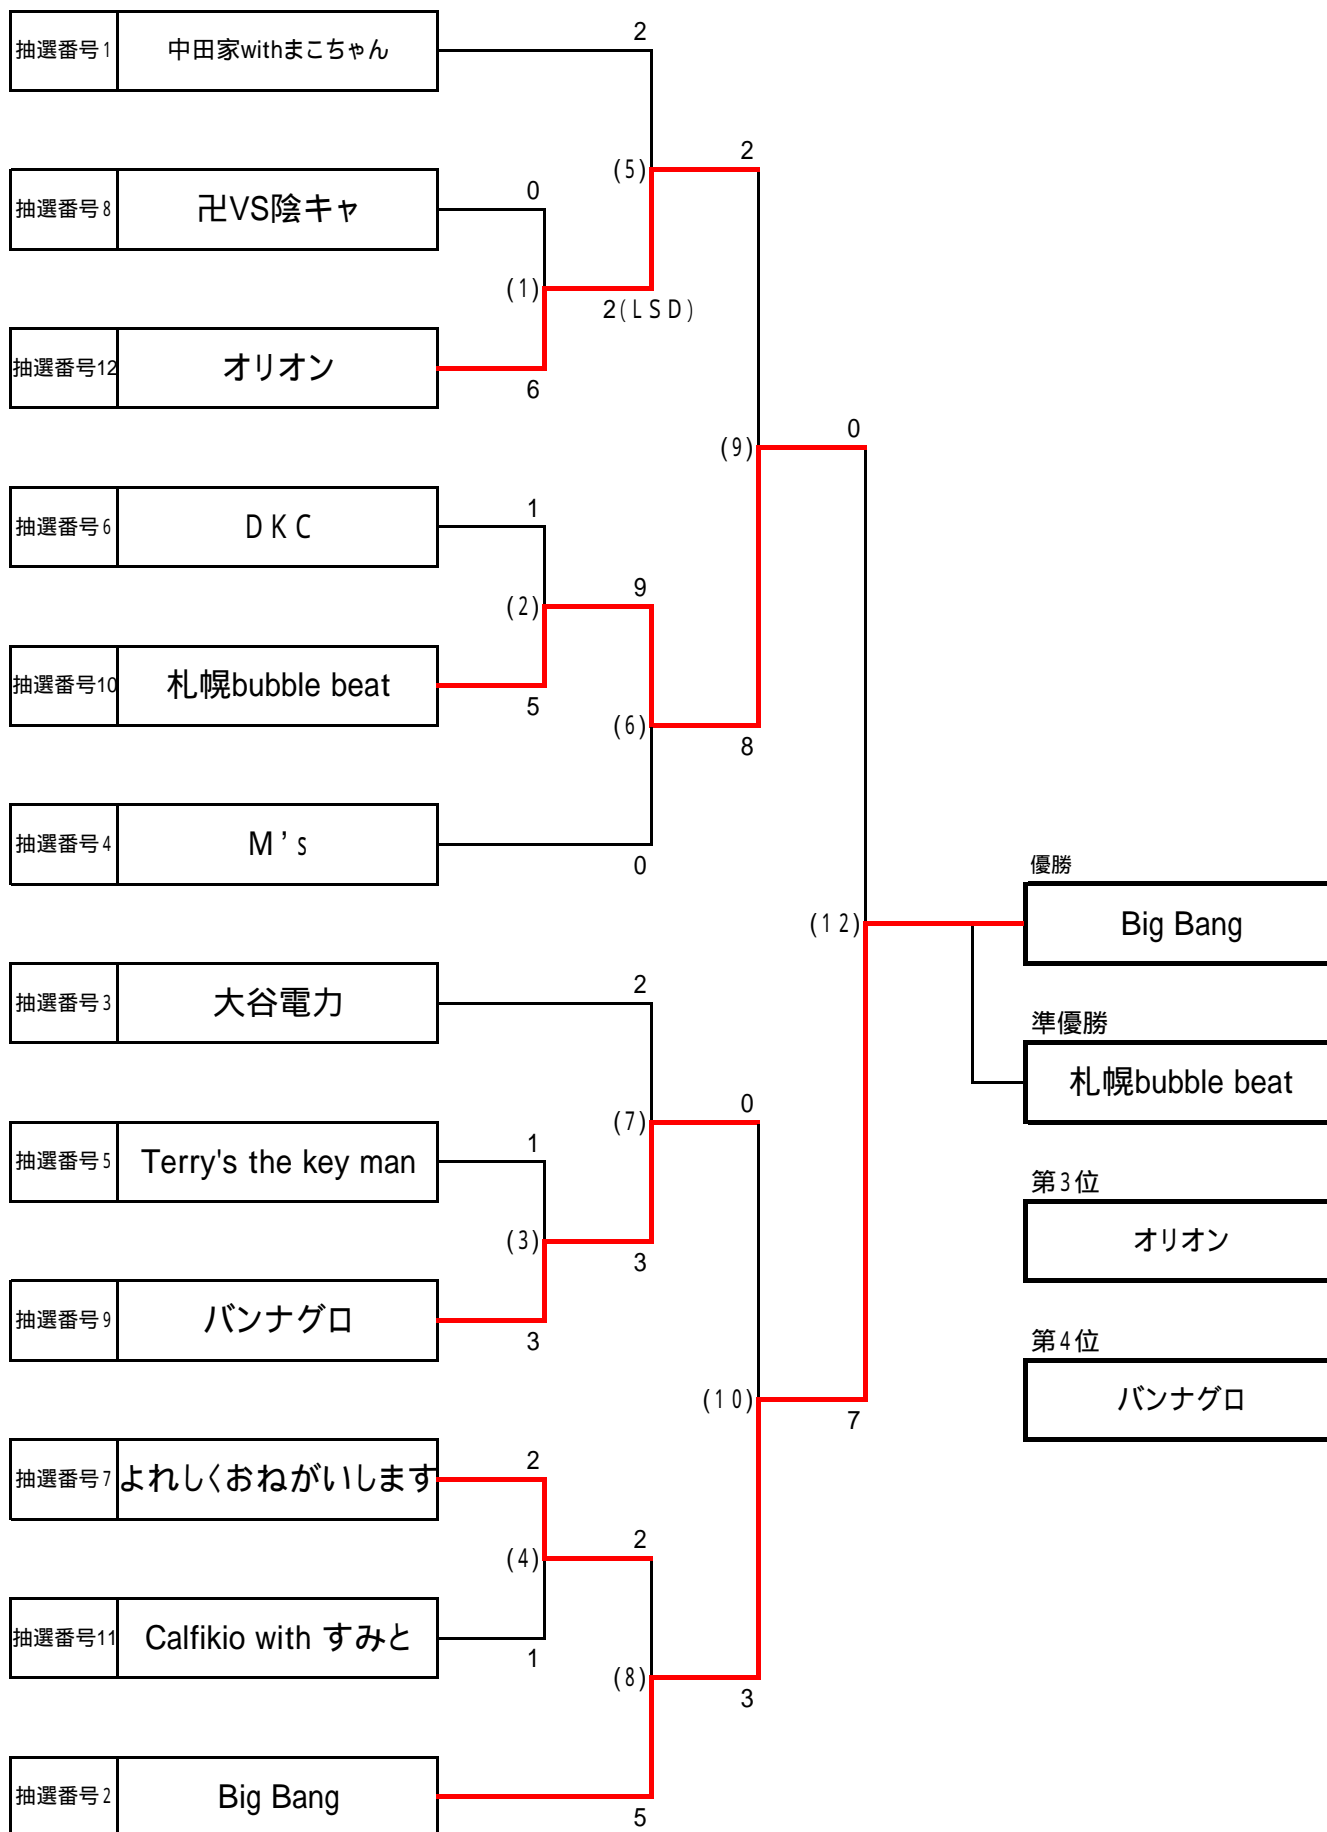 2
抽選番号1 中田家withまこちゃん
(5) 2
0
抽選番号8 卍VS陰キャ
(1)
2(LSD)
抽選番号12 オリオン
6
0
(9)
1
抽選番号6 DKC
9
(2)
抽選番号10 札幌bubble beat
5
(6)
8
抽選番号4 M's
0
優勝
(12)
Big Bang
2
抽選番号3 大谷電力
準優勝
札幌bubble beat
0
(7)
1
抽選番号5 Terry's the key man
第3位
(3)
オリオン
3
抽選番号9 バンナグロ
3
第4位
(10)
バンナグロ
7
2
抽選番号7 よれしくおねがいします
2
(4)
抽選番号11 Calfikio with すみと
1
(8)
3
抽選番号2 Big Bang
5